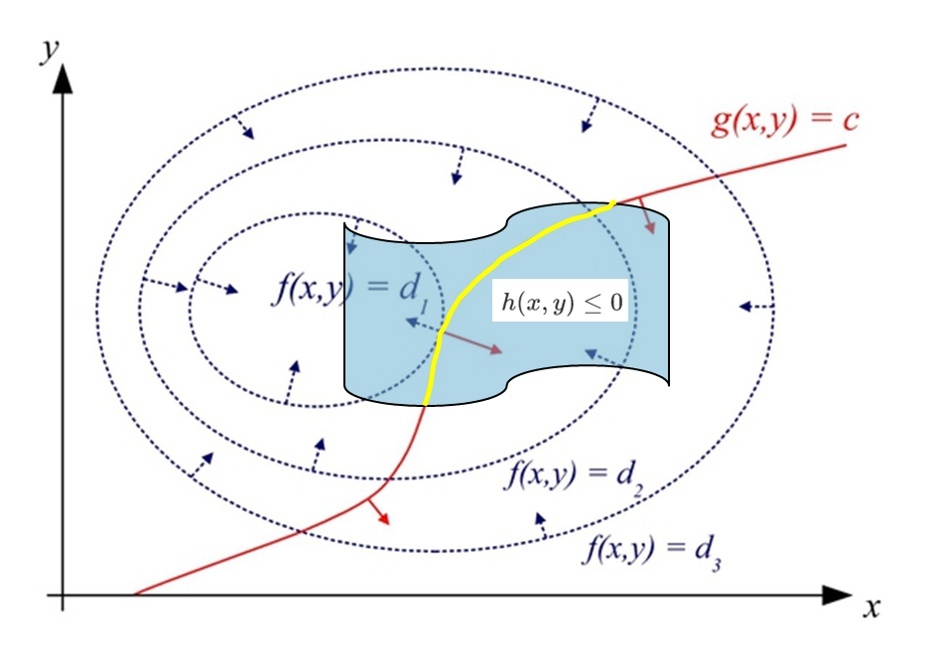 y
g(x,y) = c
f(x,y) = d₁
h(x, y) ≤ 0
f(x,y) = d₂
f(x,y) = d₃
x